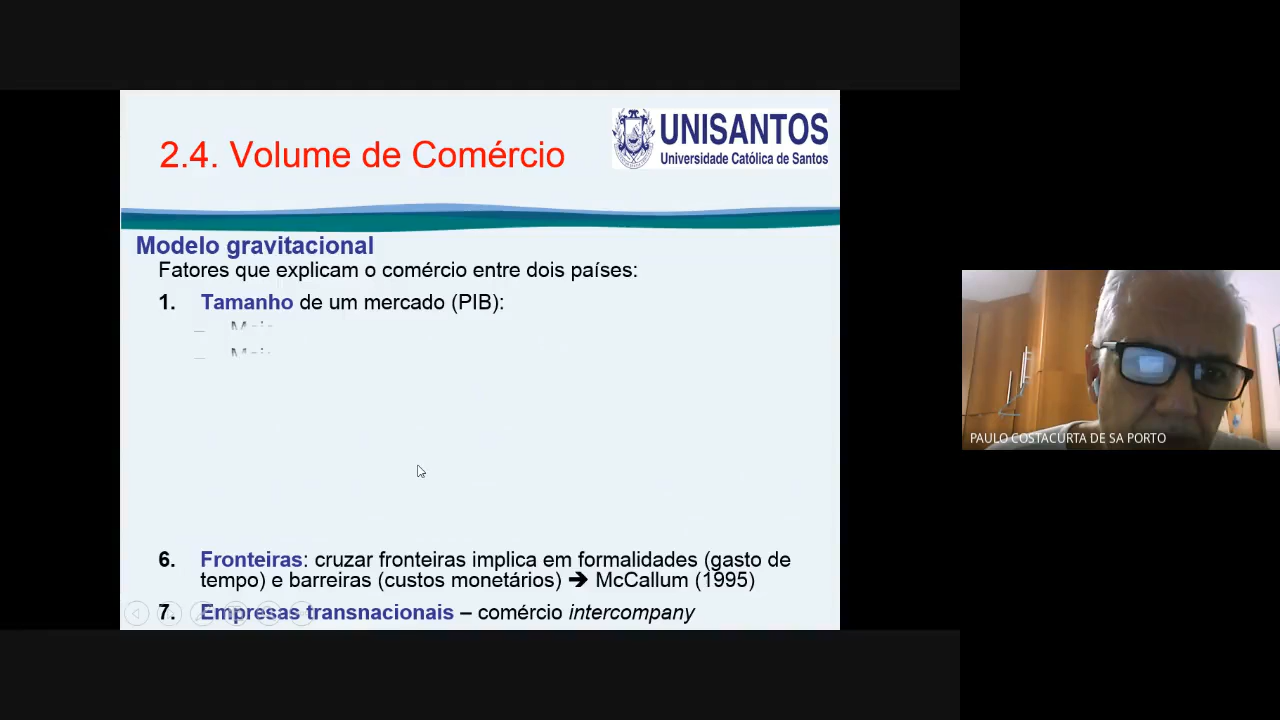 2.4. Volume de Comércio
UNISANTOS
Universidade Católica de Santos
Modelo gravitacional
Fatores que explicam o comércio entre dois países:
1. Tamanho de um mercado (PIB):
6. Fronteiras: cruzar fronteiras implica em formalidades (gasto de
tempo) e barreiras (custos monetários) ➔ McCallum (1995)
7. Empresas transnacionais – comércio intercompany
PAULO COSTACURTA DE SA PORTO